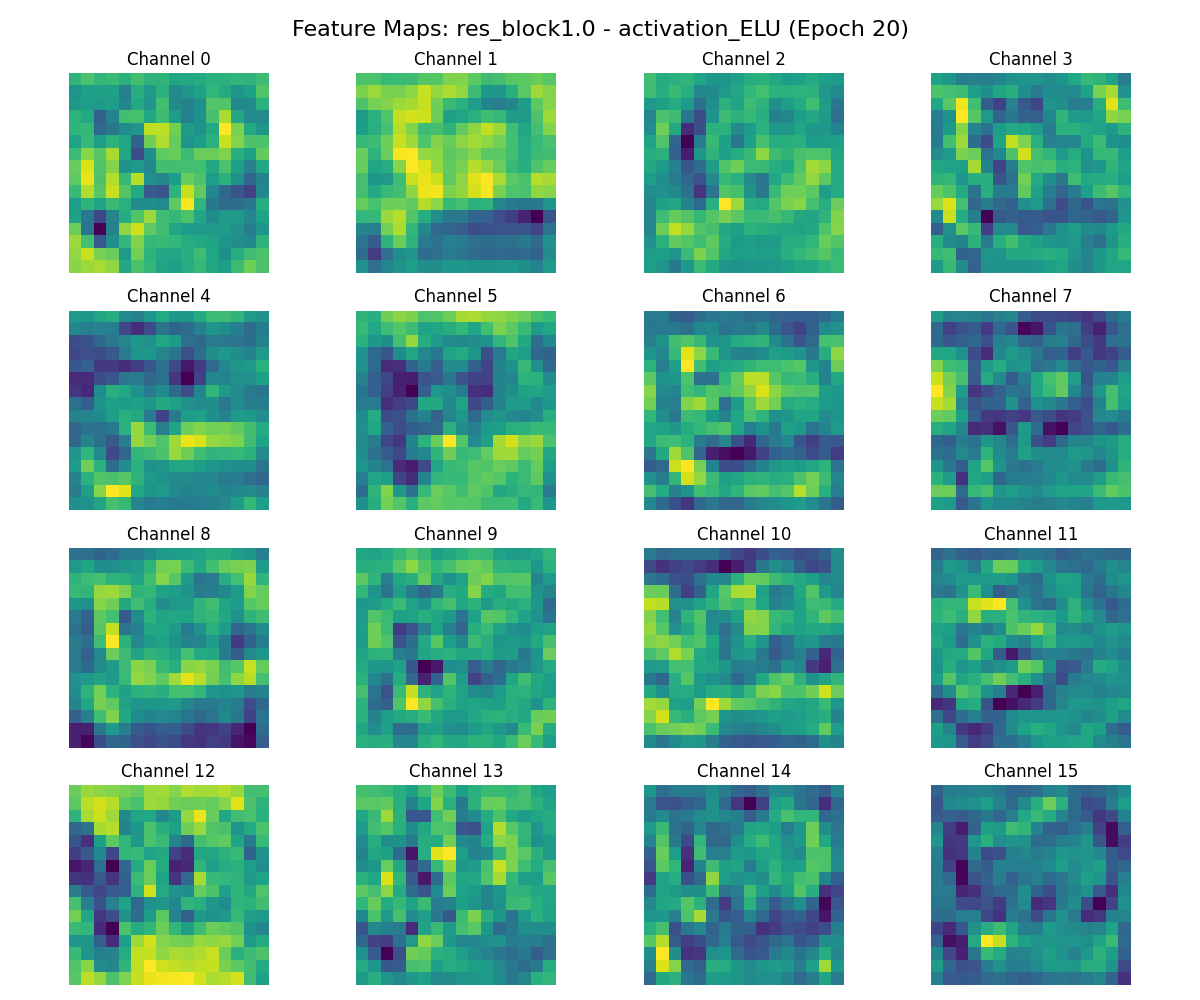 Feature Maps: res_block1.0 - activation_ELU (Epoch 20)
Channel 0
Channel 1
Channel 2
Channel 3
Channel 4
Channel 5
Channel 6
Channel 7
Channel 8
Channel 9
Channel 10
Channel 11
Channel 12
Channel 13
Channel 14
Channel 15